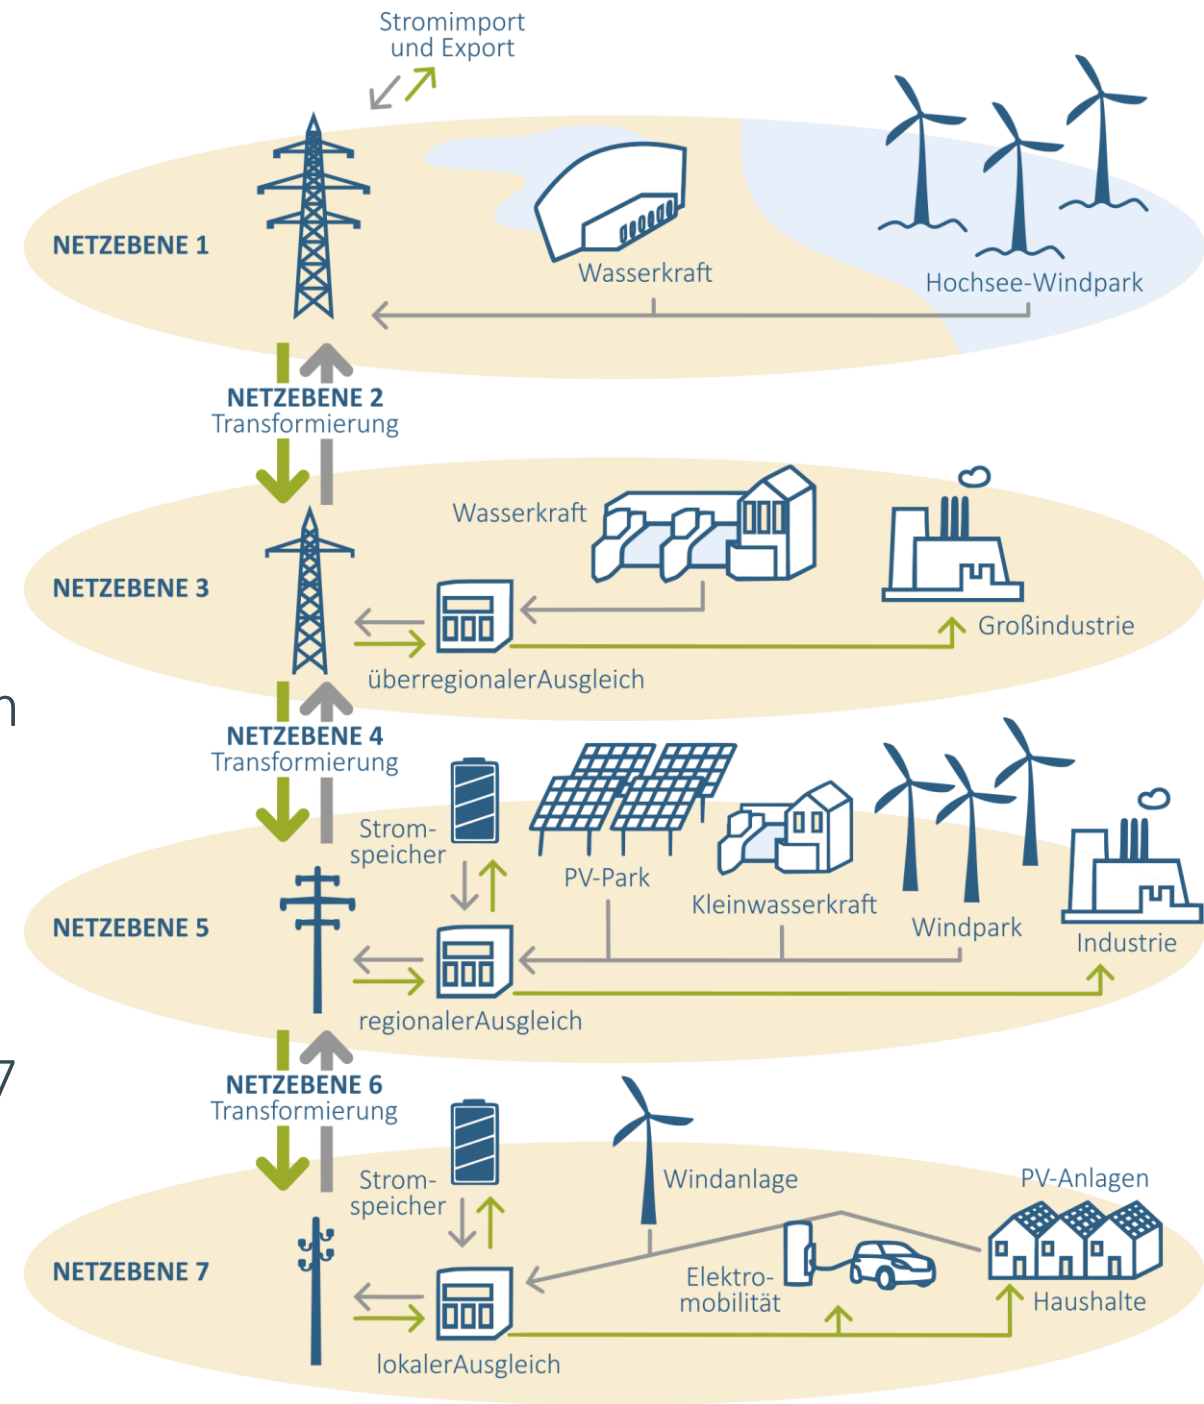 Stromimport
und Export
NETZEBENE 1
Wasserkraft
Hochsee-Windpark
NETZEBENE 2
Transformierung
Wasserkraft
NETZEBENE 3
Großindustrie
überregionalerAusgleich
n
NETZEBENE 4
Transformierung
Strom-
speicher
PV-Park
Kleinwasserkraft
Windpark
Industrie
NETZEBENE 5
regionalerAusgleich
7
NETZEBENE 6
Transformierung
Strom-
speicher
Windanlage
PV-Anlagen
NETZEBENE 7
Elektro-
mobilität
Haushalte
lokalerAusgleich